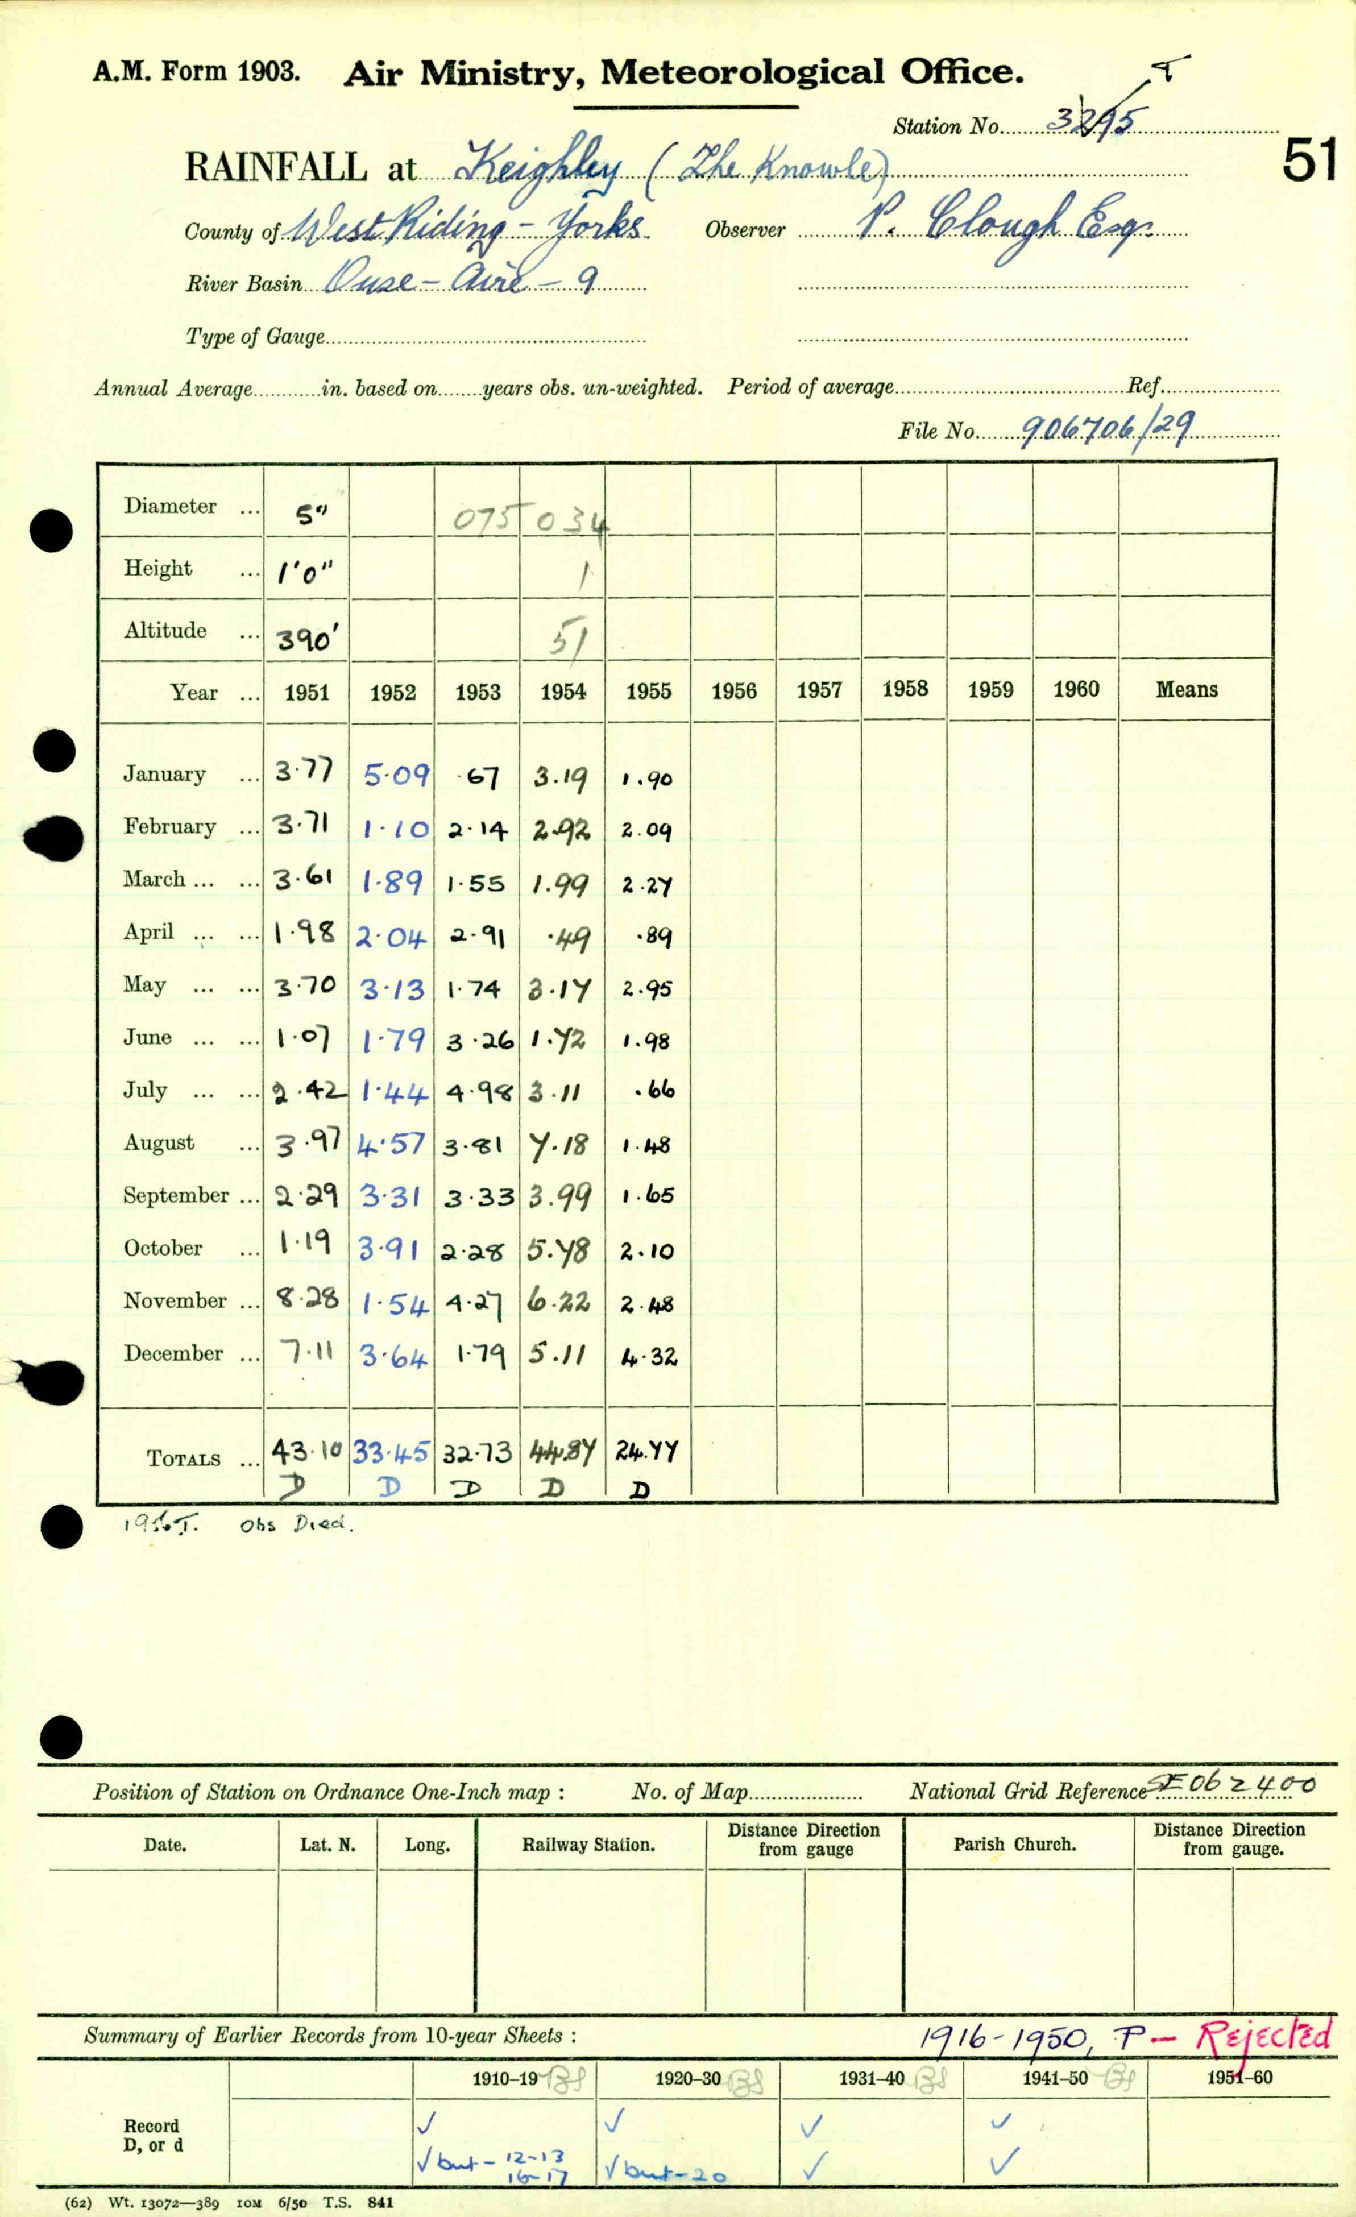 A.M. Form 1903. Air Ministry, Meteorological Office.
Station No.
51
RAINFALL at Keighley (The Knowle)
County of West Riding - Yorks Observer P. Clough Esq.
River Basin Ouse - Aire - 9
Type of Gauge
Annual Average in. based on years obs. un-weighted. Period of average Ref.
File No. 906706/29
Diameter ... 5" 075 034
Height ... 1'0" 1
Altitude ... 390' 51
Year ... 1951 1952 1953 1954 1955 1956 1957 1958 1959 1960 Means
January ... 3·77 5·09 ·67 3.19 1.90
February ... 3·71 1·10 2·14 2.92 2.09
March ... ... 3·61 1·89 1·55 1.99 2.27
April ... ... 1·98 2·04 2·91 ·49 ·89
May ... ... 3·70 3·13 1·74 3·17 2·95
June ... ... 1·07 1·79 3·26 1.72 1.98
July ... ... 2·42 1·44 4·98 3·11 ·66
August ... 3·97 4·57 3·81 7·18 1·48
September ... 2·29 3·31 3·33 3.99 1·65
October ... 1·19 3·91 2·28 5.78 2·10
November ... 8·28 1·54 4·27 6·22 2·48
December ... 7·11 3·64 1·79 5.11 4·32
TOTALS ... 43·10 33·45 32·73 44.87 24.77
D D D D D
Obs Died.
Position of Station on Ordnance One-Inch map : No. of Map National Grid Reference SE 062400
Date. Lat. N. Long. Railway Station. Distance Direction from gauge Parish Church. Distance Direction from gauge.
Summary of Earlier Records from 10-year Sheets : 1916-1950, P — Rejected
1910–19 1920–30 1931–40 1941–50 1951–60
Record ✓ ✓ ✓ ✓
D, or d ✓ but - 12-13 ✓ but - 20 ✓ ✓
16-17
(62) Wt. 13072—389 10M 6/50 T.S. 841